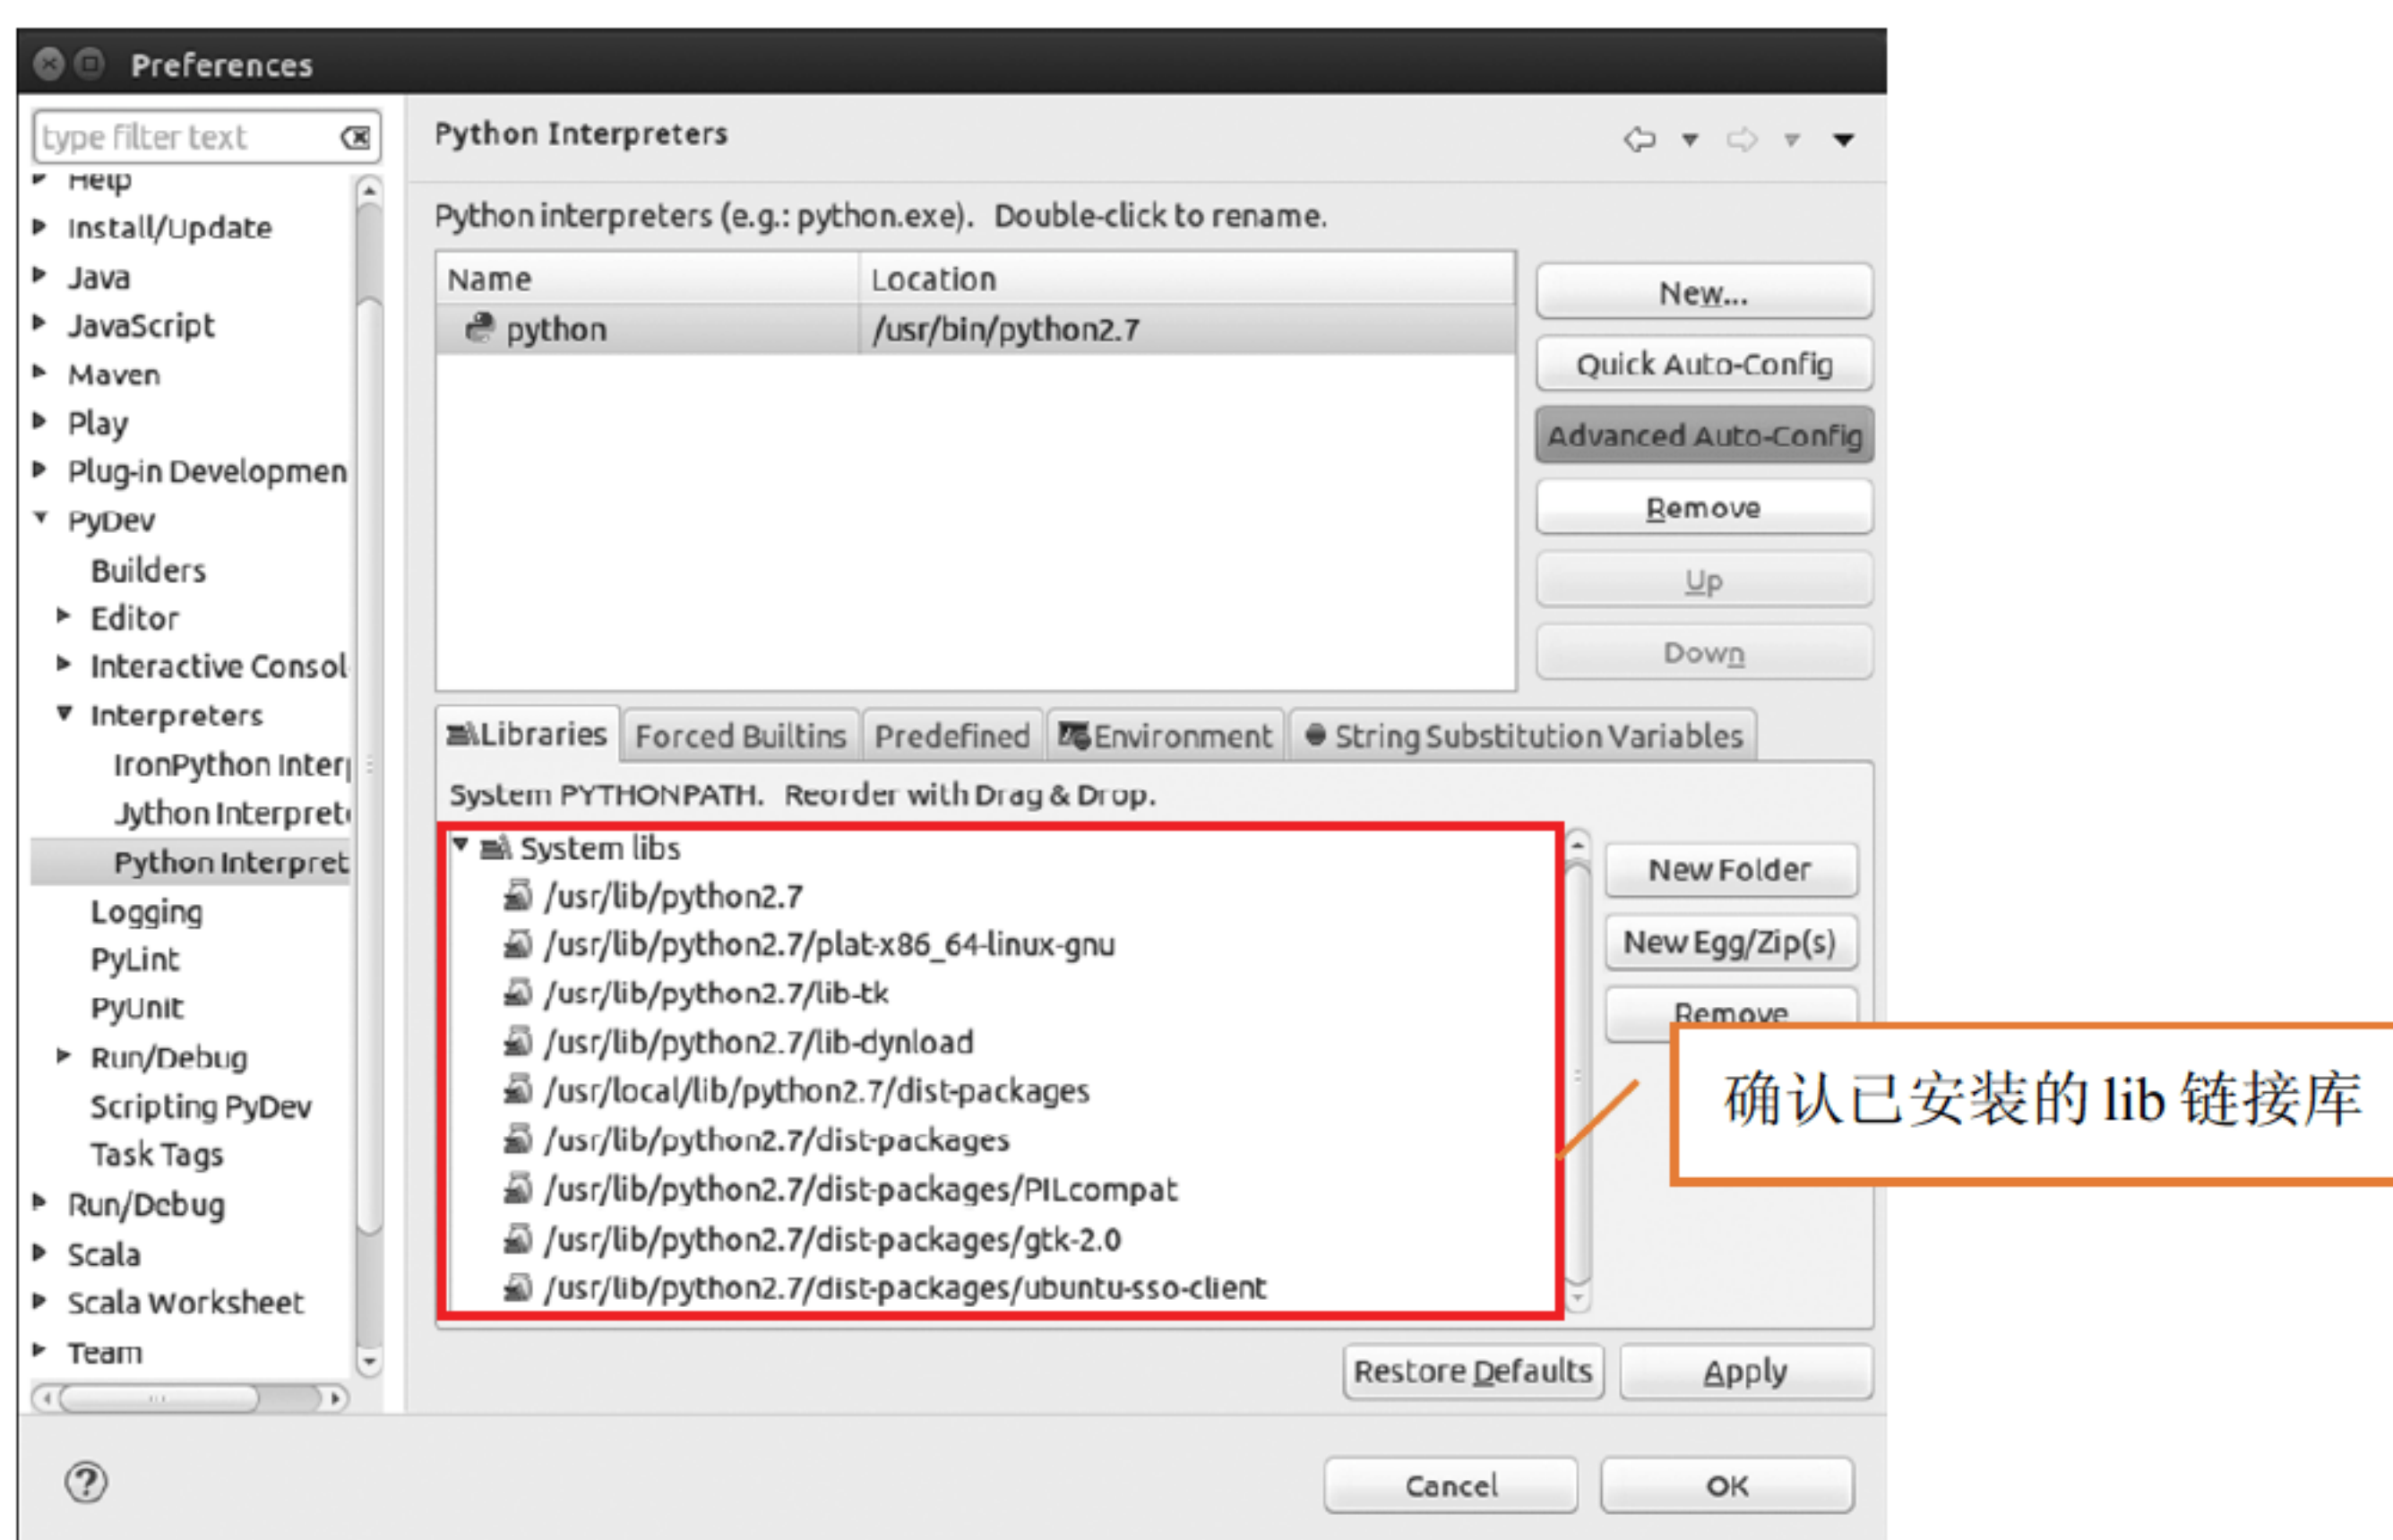 Preferences
type filter text
Help
Install/Update
Java
JavaScript
Maven
Play
Plug-in Developmen
PyDev
Builders
Editor
Interactive Consol
Interpreters
IronPython Inter
Jython Interpret
Python Interpret
Logging
PyLint
PyUnit
Run/Debug
Scripting PyDev
Task Tags
Run/Debug
Scala
Scala Worksheet
Team
Python Interpreters
Python interpreters (e.g.: python.exe). Double-click to rename.
Name Location
python /usr/bin/python2.7
New...
Quick Auto-Config
Advanced Auto-Config
Remove
Up
Down
Libraries Forced Builtins Predefined Environment String Substitution Variables
System PYTHONPATH. Reorder with Drag & Drop.
System libs
/usr/lib/python2.7
/usr/lib/python2.7/plat-x86_64-linux-gnu
/usr/lib/python2.7/lib-tk
/usr/lib/python2.7/lib-dynload
/usr/local/lib/python2.7/dist-packages
/usr/lib/python2.7/dist-packages
/usr/lib/python2.7/dist-packages/PILcompat
/usr/lib/python2.7/dist-packages/gtk-2.0
/usr/lib/python2.7/dist-packages/ubuntu-sso-client
New Folder
New Egg/Zip(s)
Remove
确认已安装的 lib 链接库
Restore Defaults Apply
Cancel OK